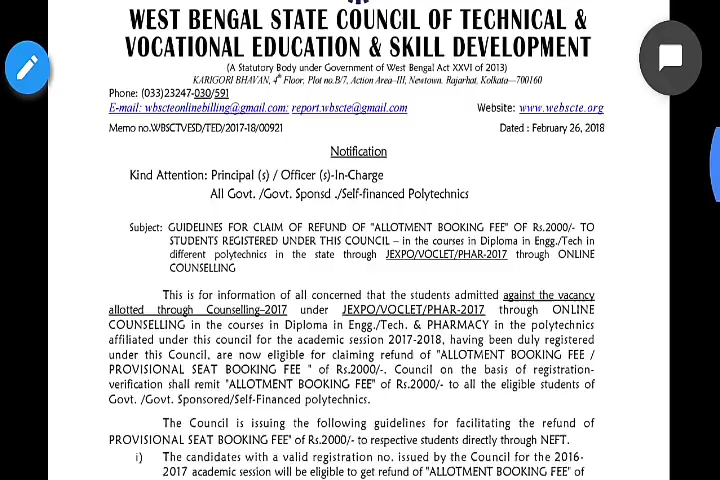 WEST BENGAL STATE COUNCIL OF TECHNICAL &
VOCATIONAL EDUCATION & SKILL DEVELOPMENT
(A Statutory Body under Government of West Bengal Act XXVI of 2013)
KARIGORI BHAVAN, 4th Floor, Plot no.B/7, Action Area–III, Newtown. Rajarhat, Kolkata—700160
Phone: (033)23247-030/591
E-mail: wbscteonlinebilling@gmail.com; report.wbscte@gmail.com Website: www.webscte.org
Memo no.WBSCTVESD/TED/2017-18/00921 Dated : February 26, 2018
Notification
Kind Attention: Principal (s) / Officer (s)-In-Charge
All Govt. /Govt. Sponsd ./Self-financed Polytechnics
Subject: GUIDELINES FOR CLAIM OF REFUND OF "ALLOTMENT BOOKING FEE" OF Rs.2000/- TO
STUDENTS REGISTERED UNDER THIS COUNCIL – in the courses in Diploma in Engg./Tech in
different polytechnics in the state through JEXPO/VOCLET/PHAR-2017 through ONLINE
COUNSELLING
This is for information of all concerned that the students admitted against the vacancy
allotted through Counselling–2017 under JEXPO/VOCLET/PHAR-2017 through ONLINE
COUNSELLING in the courses in Diploma in Engg./Tech. & PHARMACY in the polytechnics
affiliated under this council for the academic session 2017-2018, having been duly registered
under this Council, are now eligible for claiming refund of "ALLOTMENT BOOKING FEE /
PROVISIONAL SEAT BOOKING FEE " of Rs.2000/-. Council on the basis of registration-
verification shall remit "ALLOTMENT BOOKING FEE" of Rs.2000/- to all the eligible students of
Govt. /Govt. Sponsored/Self-Financed polytechnics.
The Council is issuing the following guidelines for facilitating the refund of
PROVISIONAL SEAT BOOKING FEE" of Rs.2000/- to respective students directly through NEFT.
i) The candidates with a valid registration no. issued by the Council for the 2016-
2017 academic session will be eligible to get refund of "ALLOTMENT BOOKING FEE" of